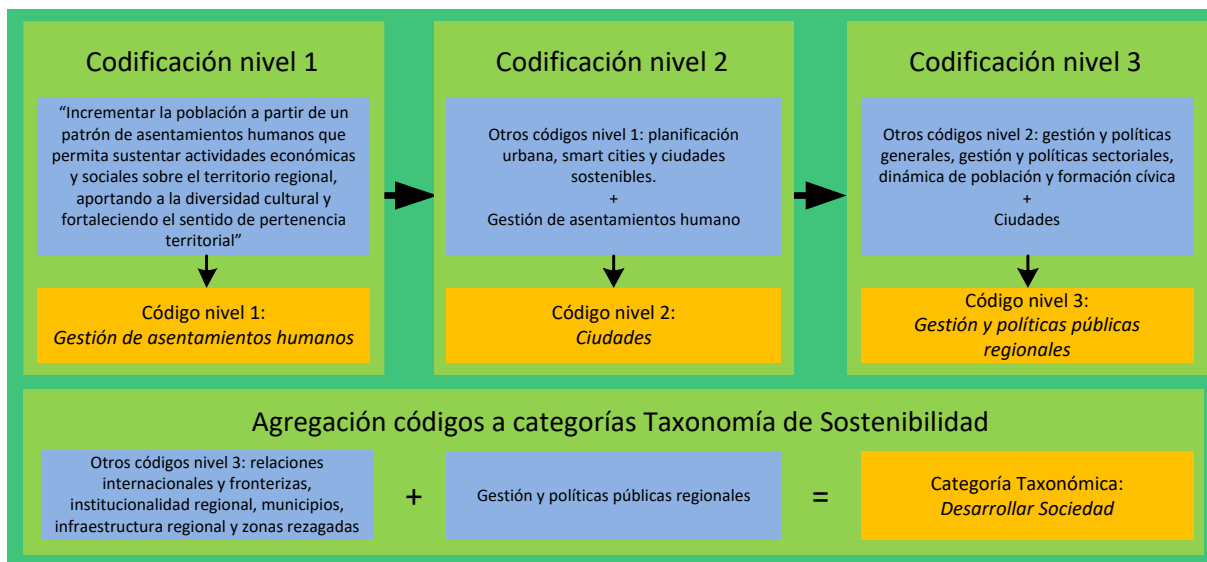 Codificación nivel 1
“Incrementar la población a partir de un
patrón de asentamientos humanos que
permita sustentar actividades económicas
y sociales sobre el territorio regional,
aportando a la diversidad cultural y
fortaleciendo el sentido de pertenencia
territorial”
Código nivel 1:
Gestión de asentamientos humanos
Codificación nivel 2
Otros códigos nivel 1: planificación
urbana, smart cities y ciudades
sostenibles.
+
Gestión de asentamientos humano
Código nivel 2:
Ciudades
Codificación nivel 3
Otros códigos nivel 2: gestión y políticas
generales, gestión y políticas sectoriales,
dinámica de población y formación cívica
+
Ciudades
Código nivel 3:
Gestión y políticas públicas
regionales
Agregación códigos a categorías Taxonomía de Sostenibilidad
Otros códigos nivel 3: relaciones
internacionales y fronterizas,
institucionalidad regional, municipios,
infraestructura regional y zonas rezagadas
+
Gestión y políticas públicas regionales
=
Categoría Taxonómica:
Desarrollar Sociedad